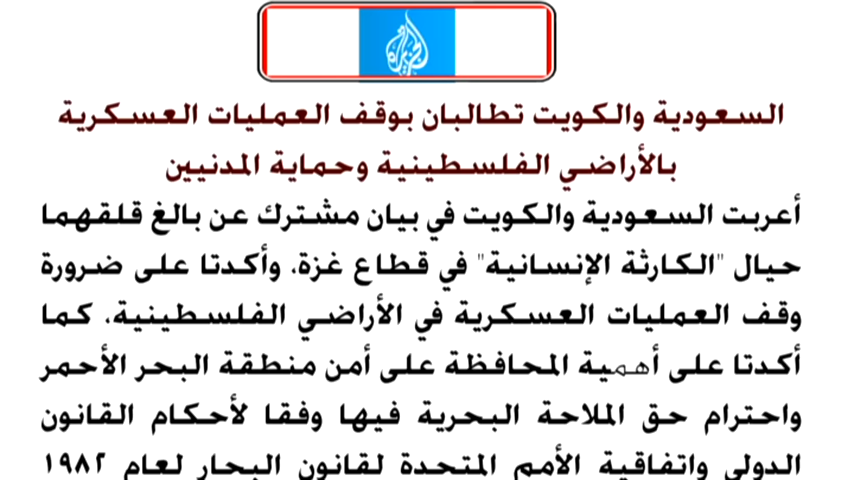 الجزيرة
السعودية والكويت تطالبان بوقف العمليات العسكرية
بالأراضي الفلسطينية وحماية المدنيين
أعربت السعودية والكويت في بيان مشترك عن بالغ قلقهما
حيال "الكارثة الإنسانية" في قطاع غزة، وأكدتا على ضرورة
وقف العمليات العسكرية في الأراضي الفلسطينية، كما
أكدتا على أهمية المحافظة على أمن منطقة البحر الأحمر
واحترام حق الملاحة البحرية فيها وفقا لأحكام القانون
الدولي واتفاقية الأمم المتحدة لقانون البحار لعام ١٩٨٢